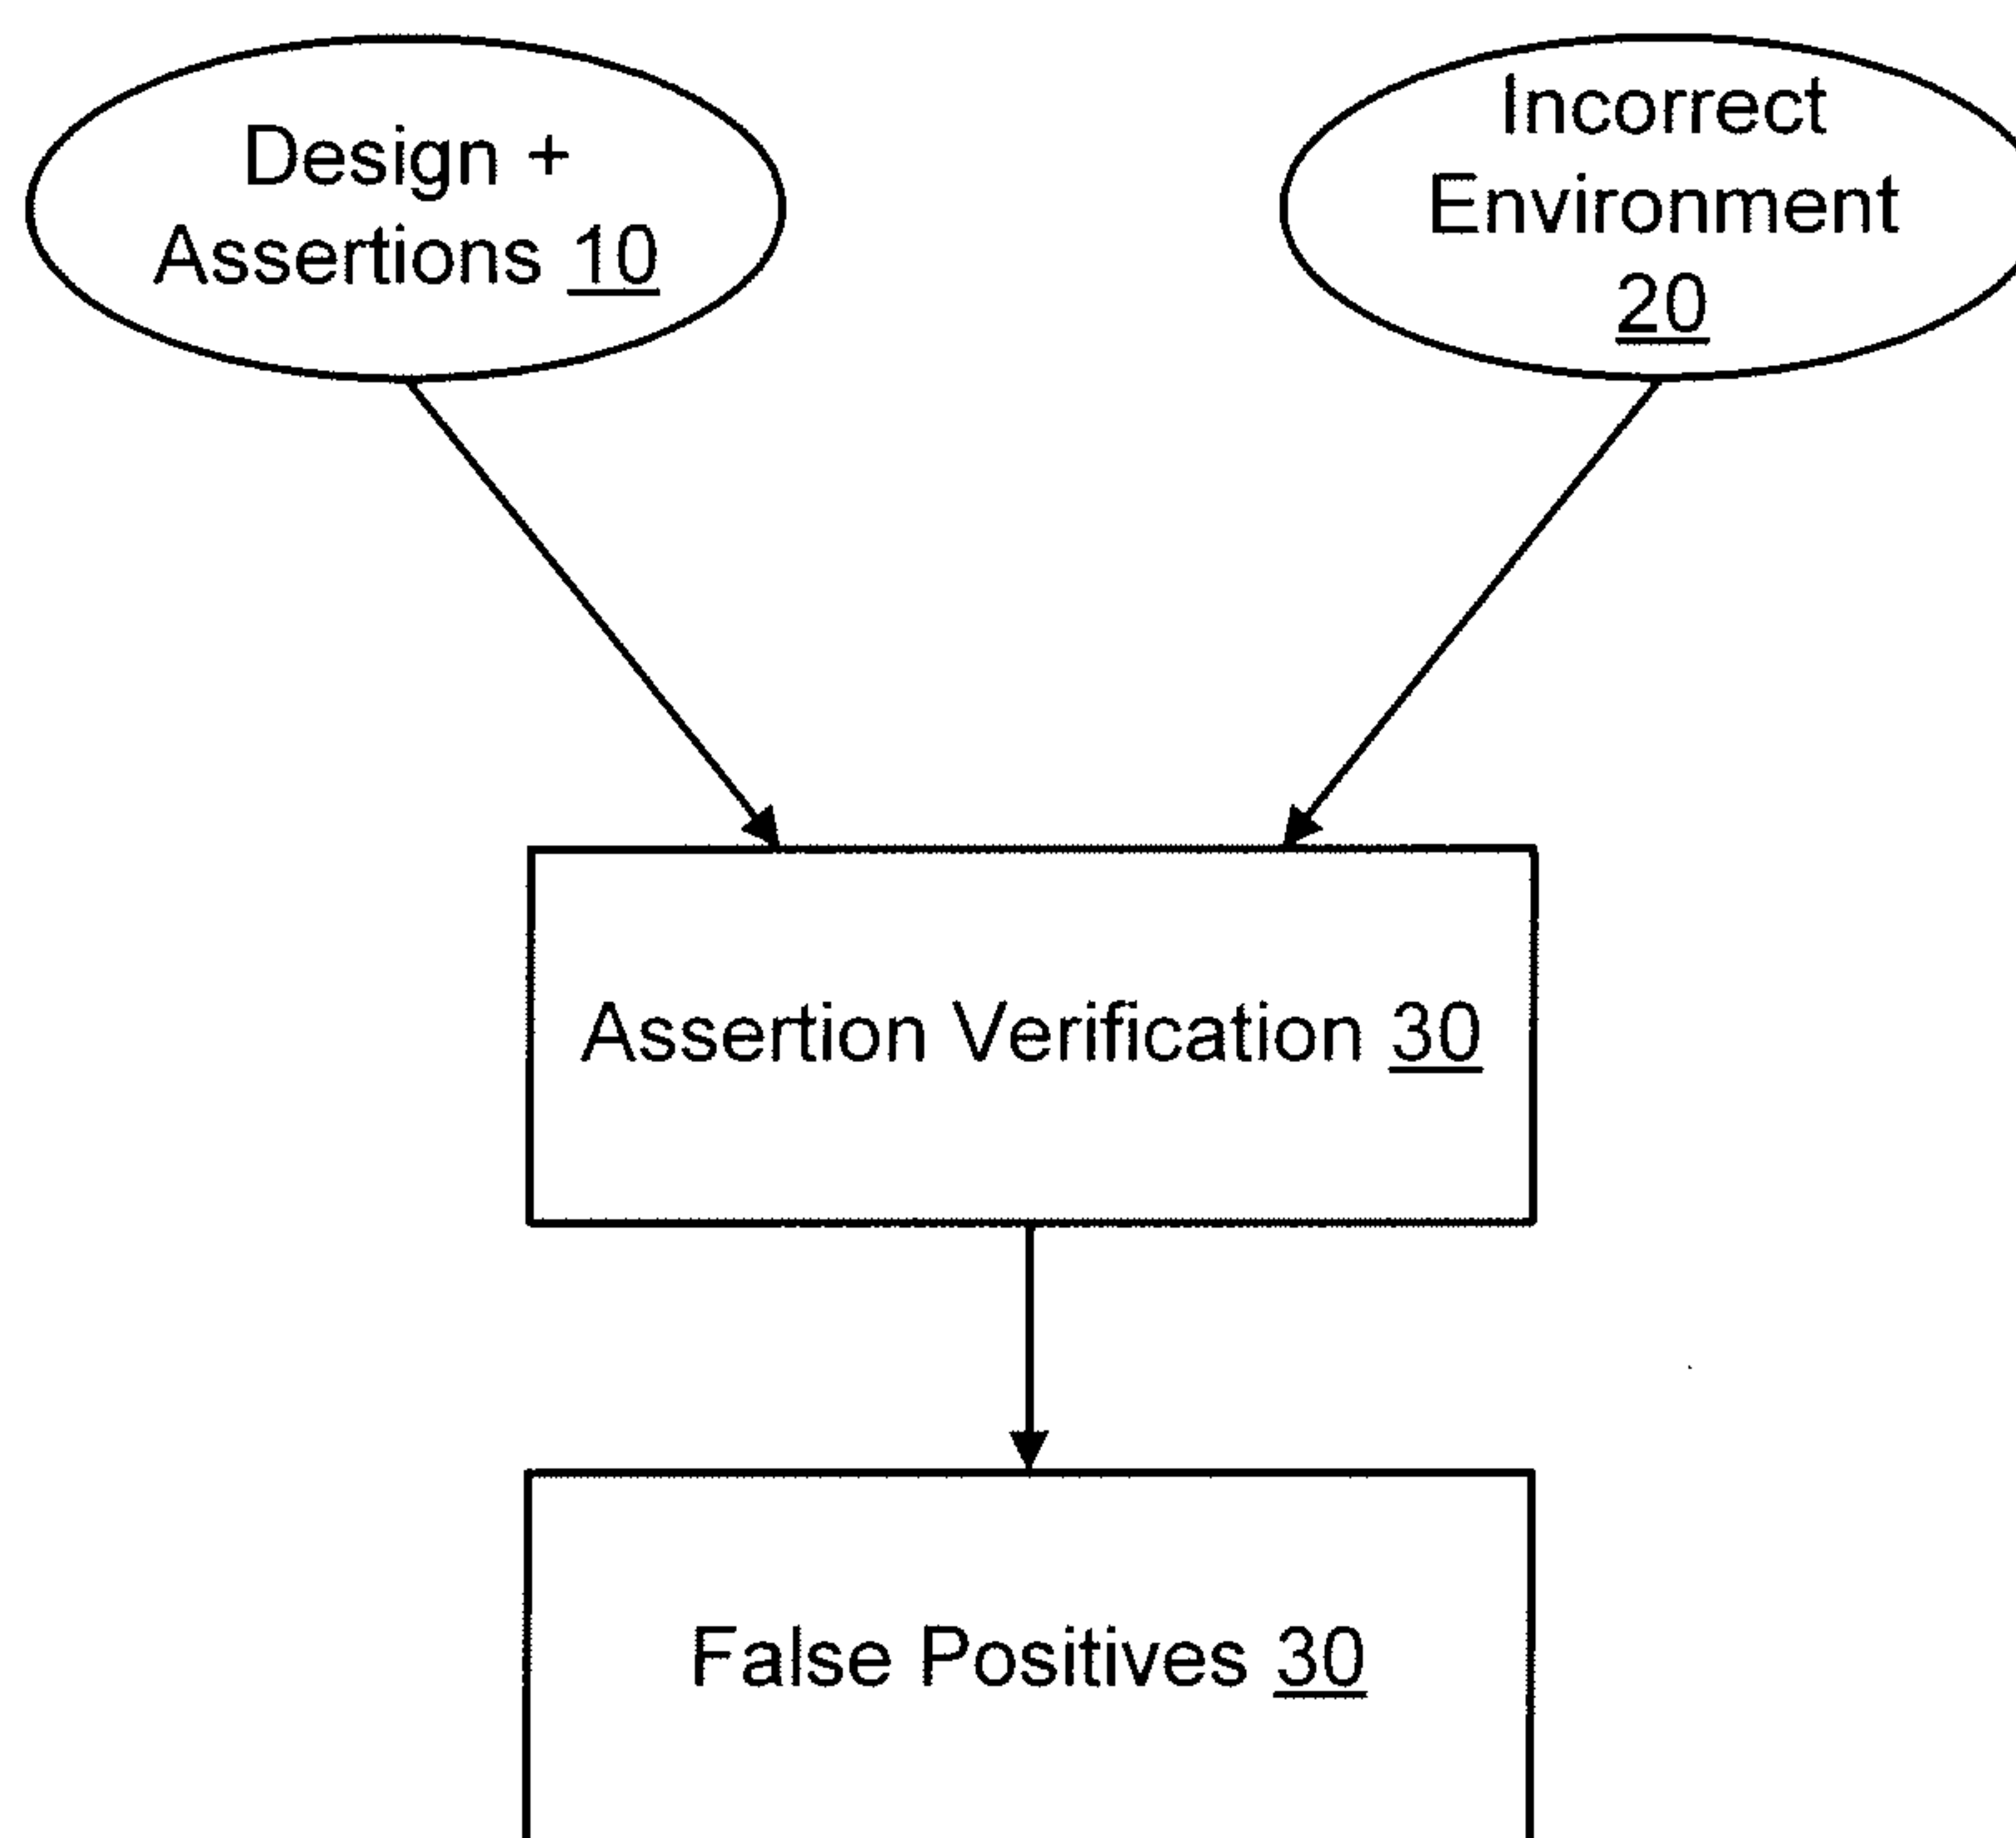 Design +
Assertions 10
Incorrect
Environment
20
Assertion Verification 30
False Positives 30